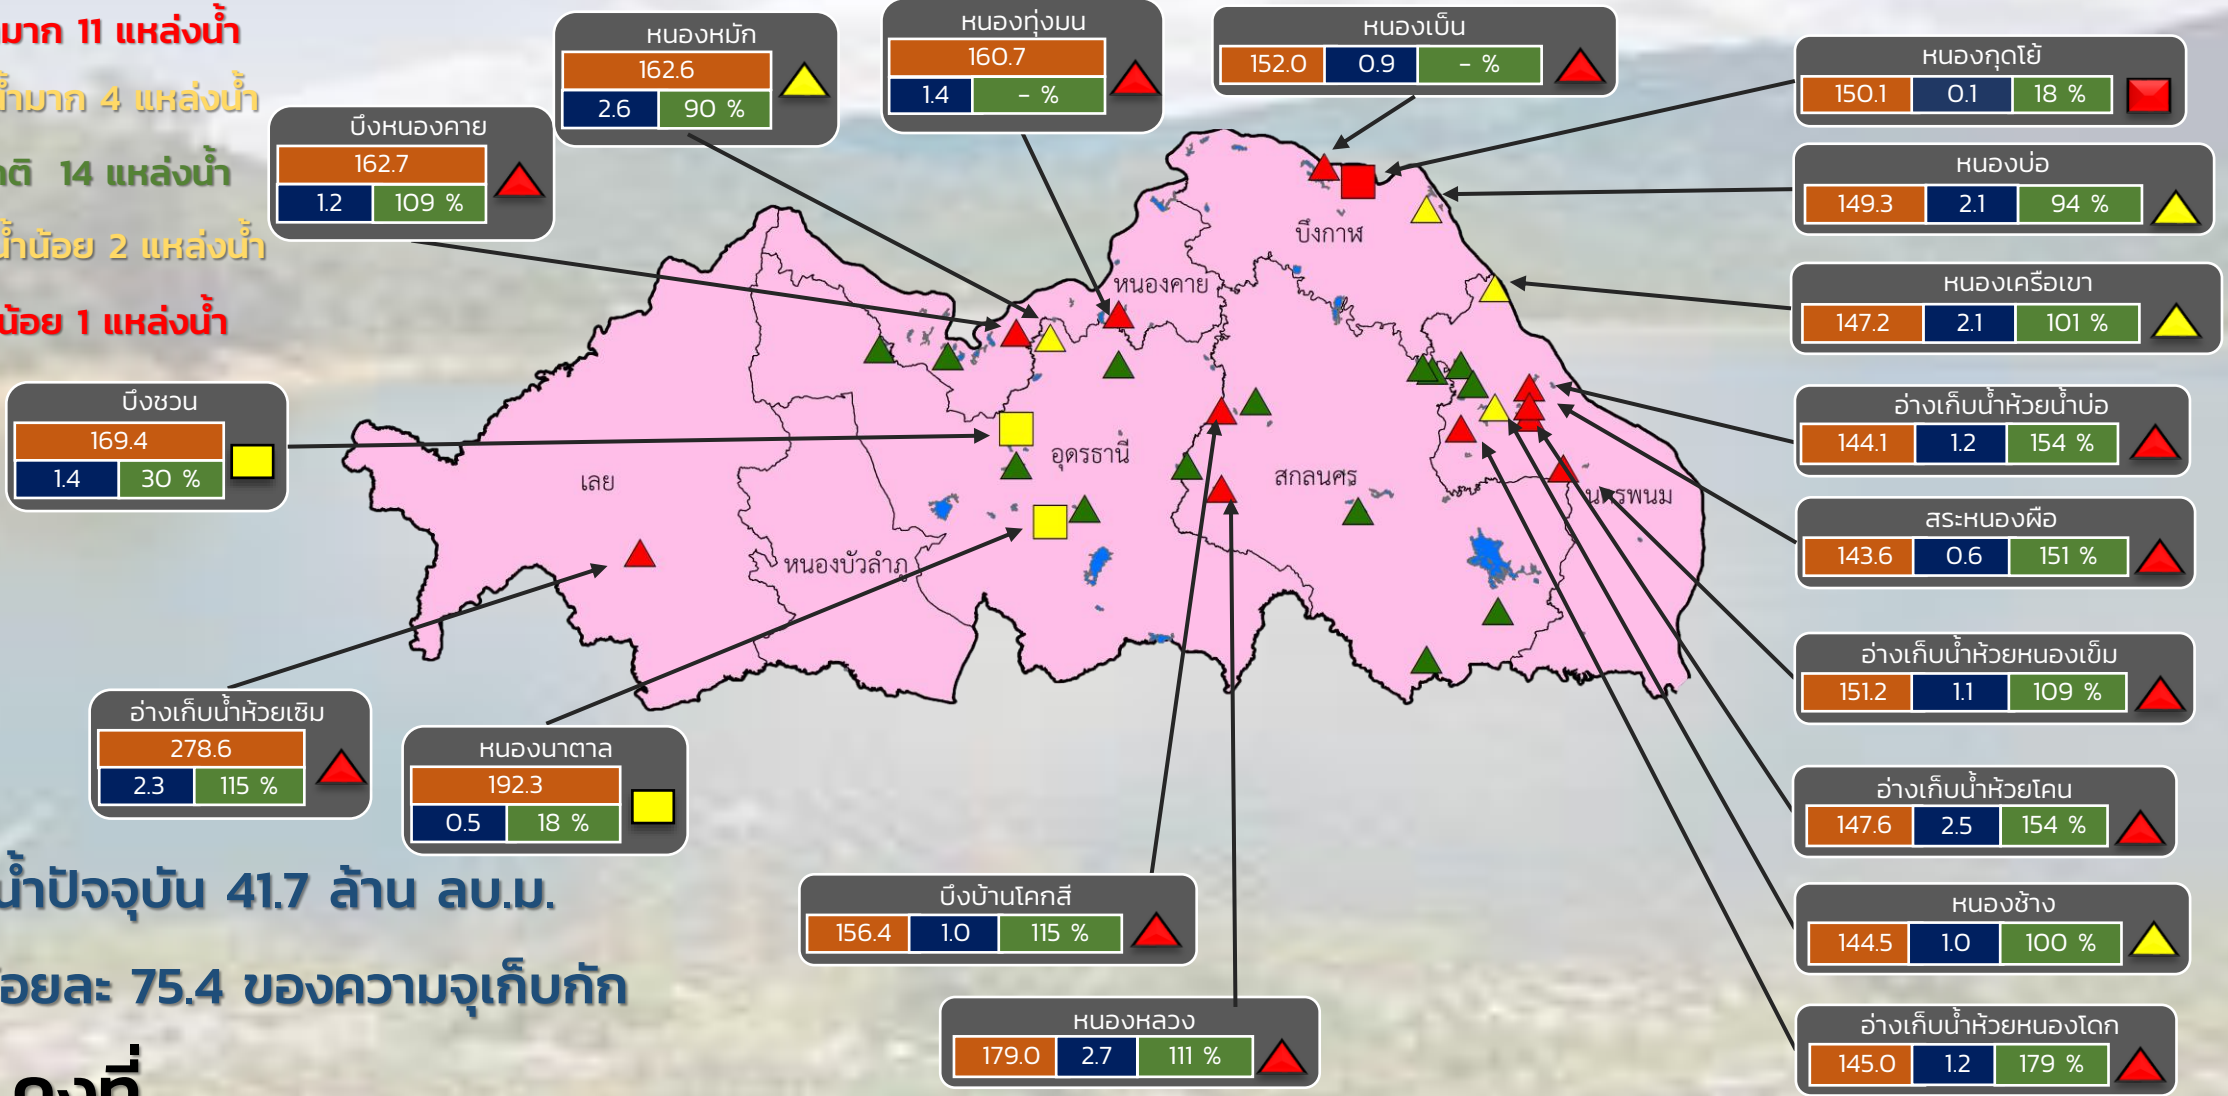 มาก 11 แหล่งน้ำ
น้ำมาก 4 แหล่งน้ำ
14 แหล่งน้ำ
น้ำน้อย 2 แหล่งน้ำ
น้อย 1 แหล่งน้ำ
หนองหมัก
162.6
2.6 90 %
หนองทุ่งมน
160.7
1.4 - %
หนองเบ็น
152.0 0.9 - %
หนองกุดโย้
150.1 0.1 18 %
บึงหนองคาย
162.7
1.2 109 %
หนองบ่อ
149.3 2.1 94 %
หนองเครือเขา
147.2 2.1 101 %
บึงชวน
169.4
1.4 30 %
อ่างเก็บน้ำห้วยน้ำบ่อ
144.1 1.2 154 %
สระหนองผือ
143.6 0.6 151 %
บึงกาฬ
หนองคาย
อุดรธานี
เลย
สกลนคร
นครพนม
หนองบัวลำภู
อ่างเก็บน้ำห้วยหนองเข็ม
151.2 1.1 109 %
อ่างเก็บน้ำห้วยเซิม
278.6
2.3 115 %
หนองนาตาล
192.3
0.5 18 %
อ่างเก็บน้ำห้วยโคน
147.6 2.5 154 %
น้ำปัจจุบัน 41.7 ล้าน ลบ.ม.
บึงบ้านโคกสี
156.4 1.0 115 %
หนองช้าง
144.5 1.0 100 %
75.4 ของความจุเก็บกัก
หนองหลวง
179.0 2.7 111 %
อ่างเก็บน้ำห้วยหนองโดก
145.0 1.2 179 %